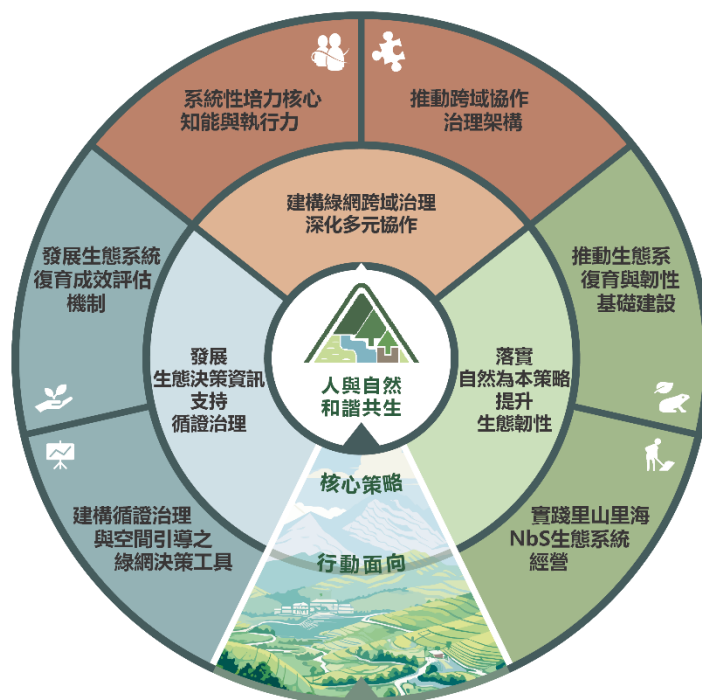 系統性培力核心
知能與執行力
推動跨域協作
治理架構
建構綠網跨域治理
深化多元協作
發展生態系統
復育成效評估
機制
推動生態系
復育與韌性
基礎建設
發展
生態決策資訊
支持
循證治理
人與自然
和諧共生
落實
自然為本策略
提升
生態韌性
核心策略
行動面向
建構循證治理
與空間引導之
綠網決策工具
實踐里山里海
NbS生態系統
經營